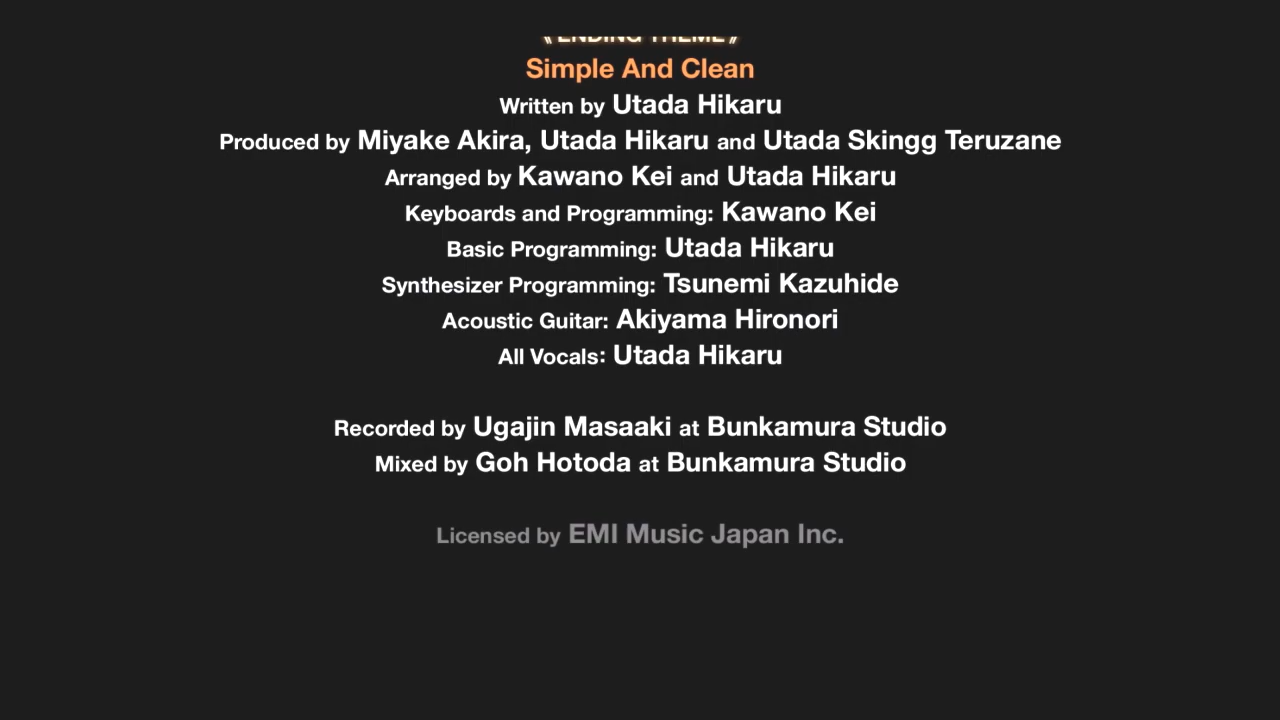 《ENDING THEME》
Simple And Clean
Written by Utada Hikaru
Produced by Miyake Akira, Utada Hikaru and Utada Skingg Teruzane
Arranged by Kawano Kei and Utada Hikaru
Keyboards and Programming: Kawano Kei
Basic Programming: Utada Hikaru
Synthesizer Programming: Tsunemi Kazuhide
Acoustic Guitar: Akiyama Hironori
All Vocals: Utada Hikaru
Recorded by Ugajin Masaaki at Bunkamura Studio
Mixed by Goh Hotoda at Bunkamura Studio
Licensed by EMI Music Japan Inc.